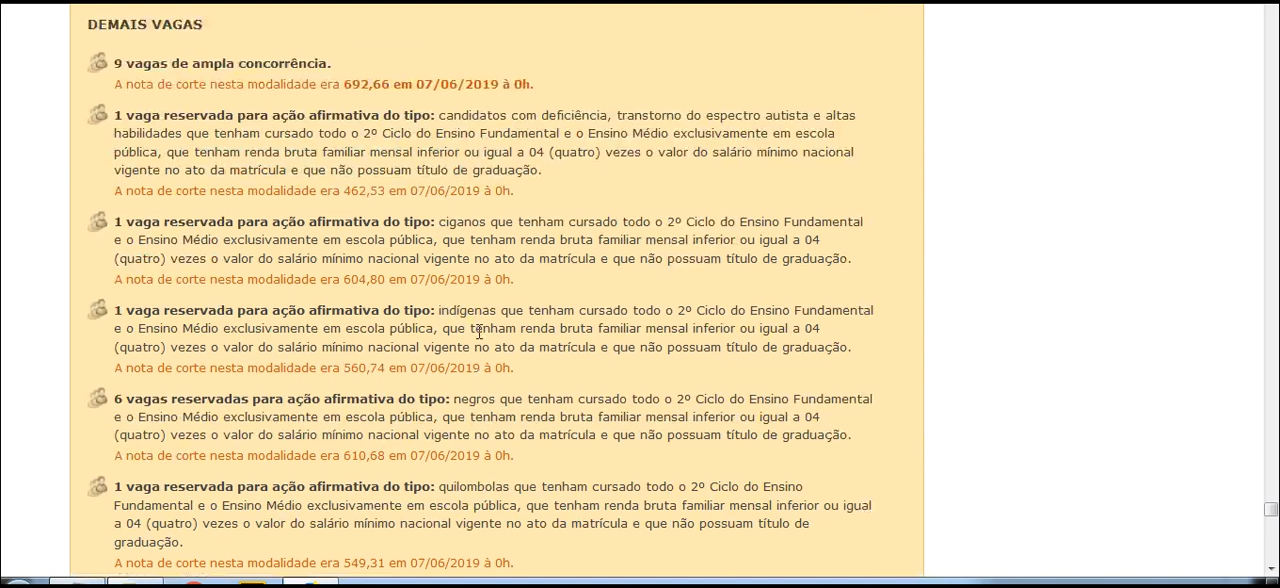 DEMAIS VAGAS
9 vagas de ampla concorrência.
A nota de corte nesta modalidade era 692,66 em 07/06/2019 à 0h.
1 vaga reservada para ação afirmativa do tipo: candidatos com deficiência, transtorno do espectro autista e altas
habilidades que tenham cursado todo o 2º Ciclo do Ensino Fundamental e o Ensino Médio exclusivamente em escola
pública, que tenham renda bruta familiar mensal inferior ou igual a 04 (quatro) vezes o valor do salário mínimo nacional
vigente no ato da matrícula e que não possuam título de graduação.
A nota de corte nesta modalidade era 462,53 em 07/06/2019 à 0h.
1 vaga reservada para ação afirmativa do tipo: ciganos que tenham cursado todo o 2º Ciclo do Ensino Fundamental
e o Ensino Médio exclusivamente em escola pública, que tenham renda bruta familiar mensal inferior ou igual a 04
(quatro) vezes o valor do salário mínimo nacional vigente no ato da matrícula e que não possuam título de graduação.
A nota de corte nesta modalidade era 604,80 em 07/06/2019 à 0h.
1 vaga reservada para ação afirmativa do tipo: indígenas que tenham cursado todo o 2º Ciclo do Ensino Fundamental
e o Ensino Médio exclusivamente em escola pública, que tenham renda bruta familiar mensal inferior ou igual a 04
(quatro) vezes o valor do salário mínimo nacional vigente no ato da matrícula e que não possuam título de graduação.
A nota de corte nesta modalidade era 560,74 em 07/06/2019 à 0h.
6 vagas reservadas para ação afirmativa do tipo: negros que tenham cursado todo o 2º Ciclo do Ensino Fundamental
e o Ensino Médio exclusivamente em escola pública, que tenham renda bruta familiar mensal inferior ou igual a 04
(quatro) vezes o valor do salário mínimo nacional vigente no ato da matrícula e que não possuam título de graduação.
A nota de corte nesta modalidade era 610,68 em 07/06/2019 à 0h.
1 vaga reservada para ação afirmativa do tipo: quilombolas que tenham cursado todo o 2º Ciclo do Ensino
Fundamental e o Ensino Médio exclusivamente em escola pública, que tenham renda bruta familiar mensal inferior ou igual
a 04 (quatro) vezes o valor do salário mínimo nacional vigente no ato da matrícula e que não possuam título de
graduação.
A nota de corte nesta modalidade era 549,31 em 07/06/2019 à 0h.